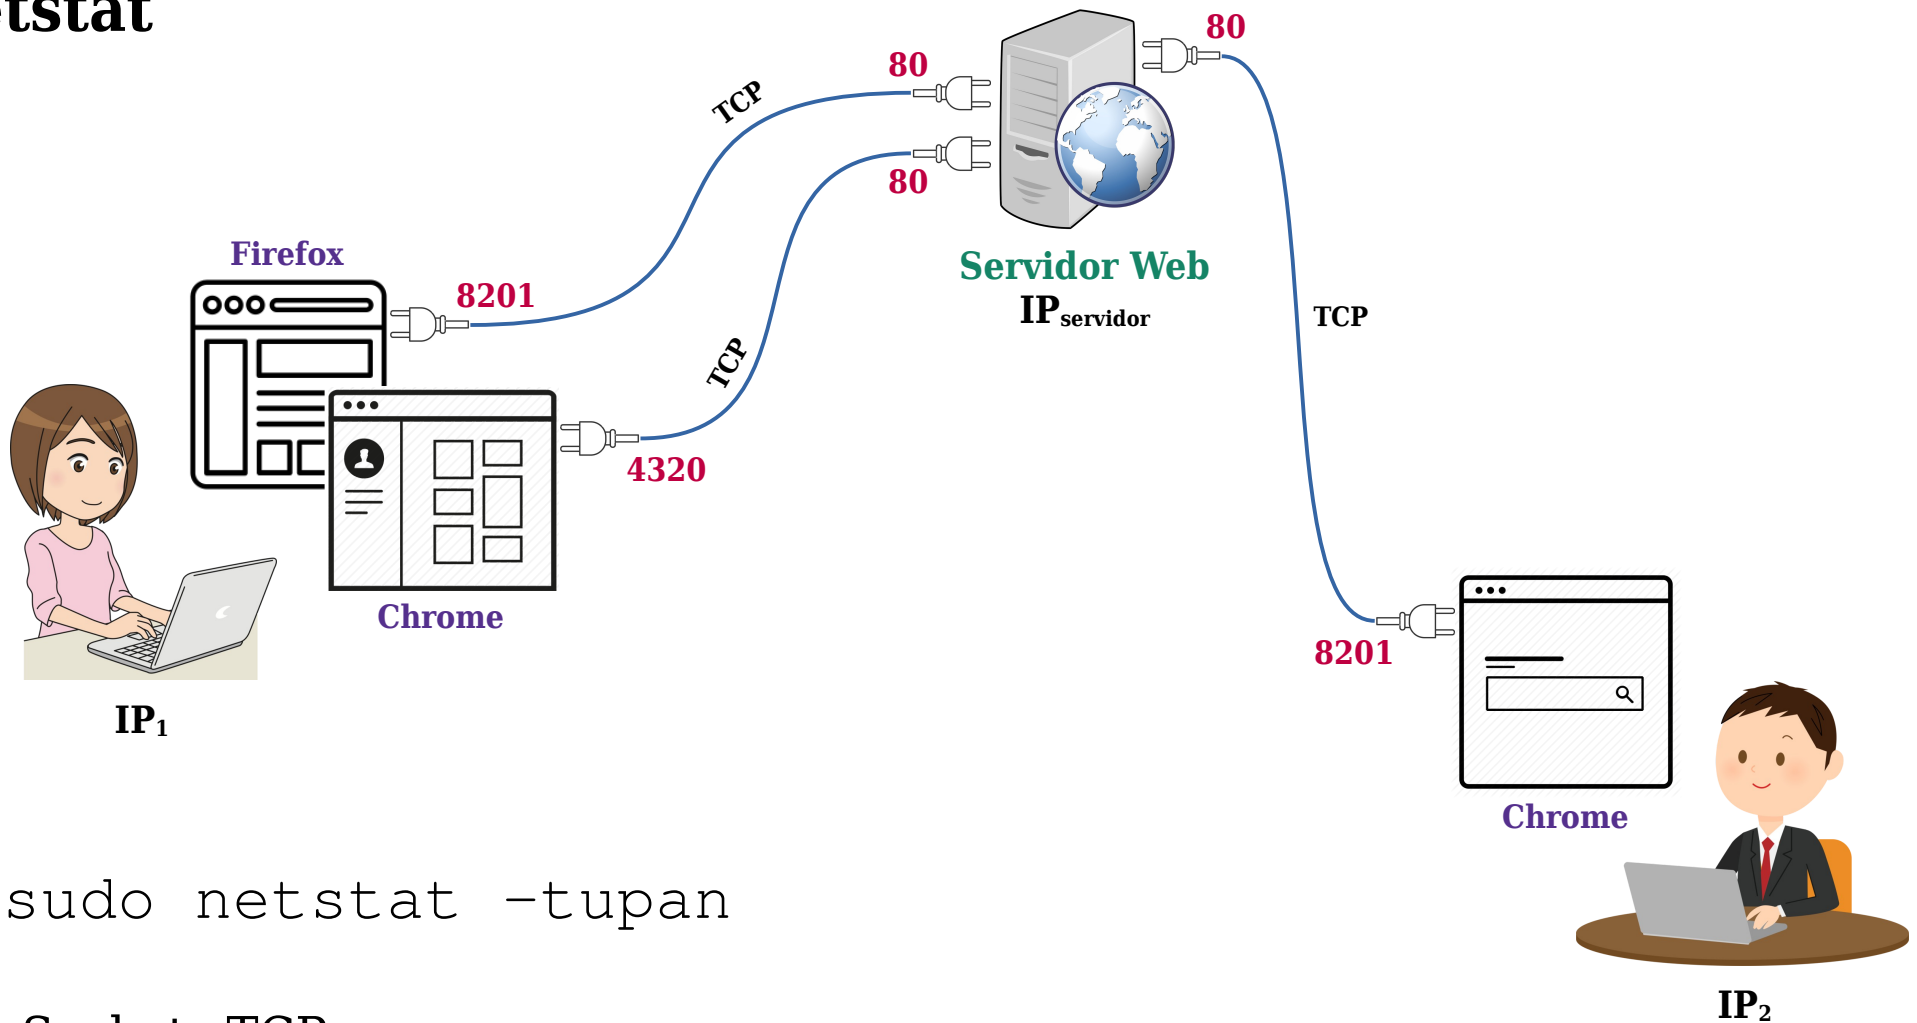 etstat
80
80
TCP
80
Firefox
8201
Servidor Web
IPservidor
TCP
TCP
4320
Chrome
8201
IP1
Chrome
sudo netstat -tupan
IP2